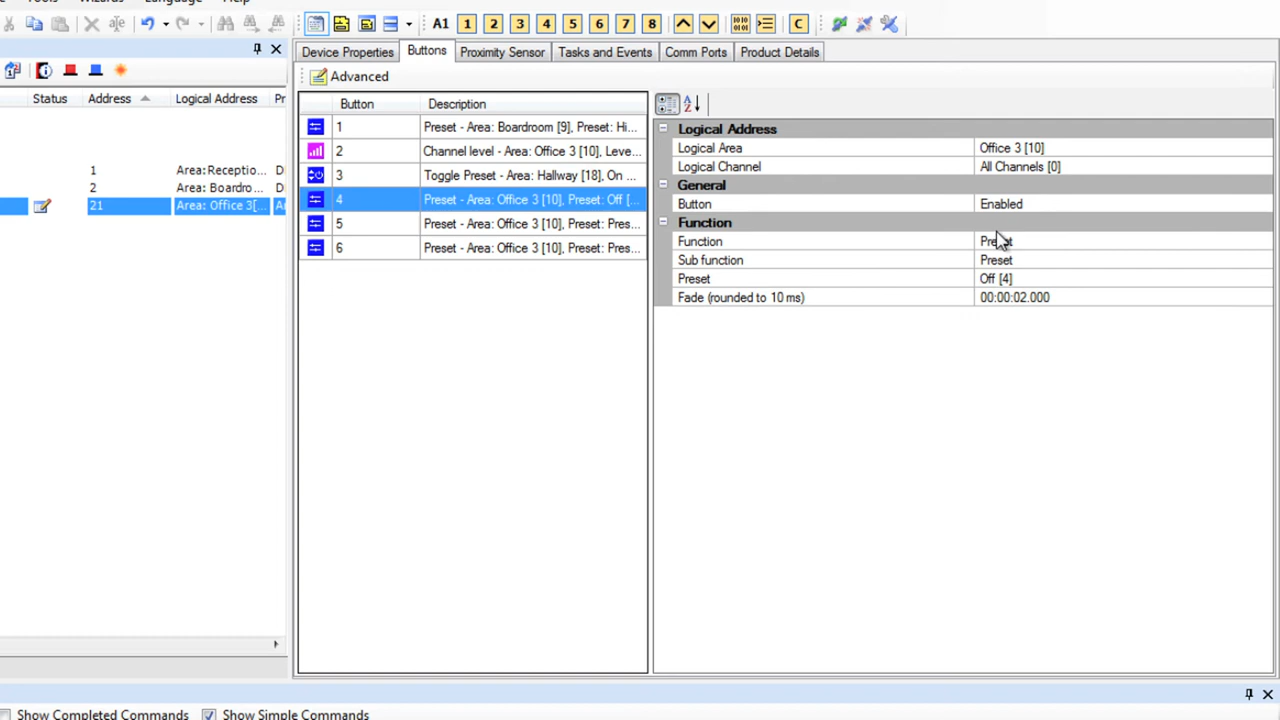 Tools Wizards Language Help
A1 1 2 3 4 5 6 7 8 C
Device Properties Buttons Proximity Sensor Tasks and Events Comm Ports Product Details
Advanced
Status Address Logical Address
Button Description
1 Preset - Area: Boardroom [9], Preset: Hi...
2 Channel level - Area: Office 3 [10], Leve...
3 Toggle Preset - Area: Hallway [18], On ...
4 Preset - Area: Office 3 [10], Preset: Off [...
5 Preset - Area: Office 3 [10], Preset: Pres...
6 Preset - Area: Office 3 [10], Preset: Pres...
1 Area:Receptio...
2 Area: Boardro...
21 Area: Office 3[...
Logical Address
Logical Area Office 3 [10]
Logical Channel All Channels [0]
General
Button Enabled
Function
Function Preset
Sub function Preset
Preset Off [4]
Fade (rounded to 10 ms) 00:00:02.000
Show Completed Commands Show Simple Commands